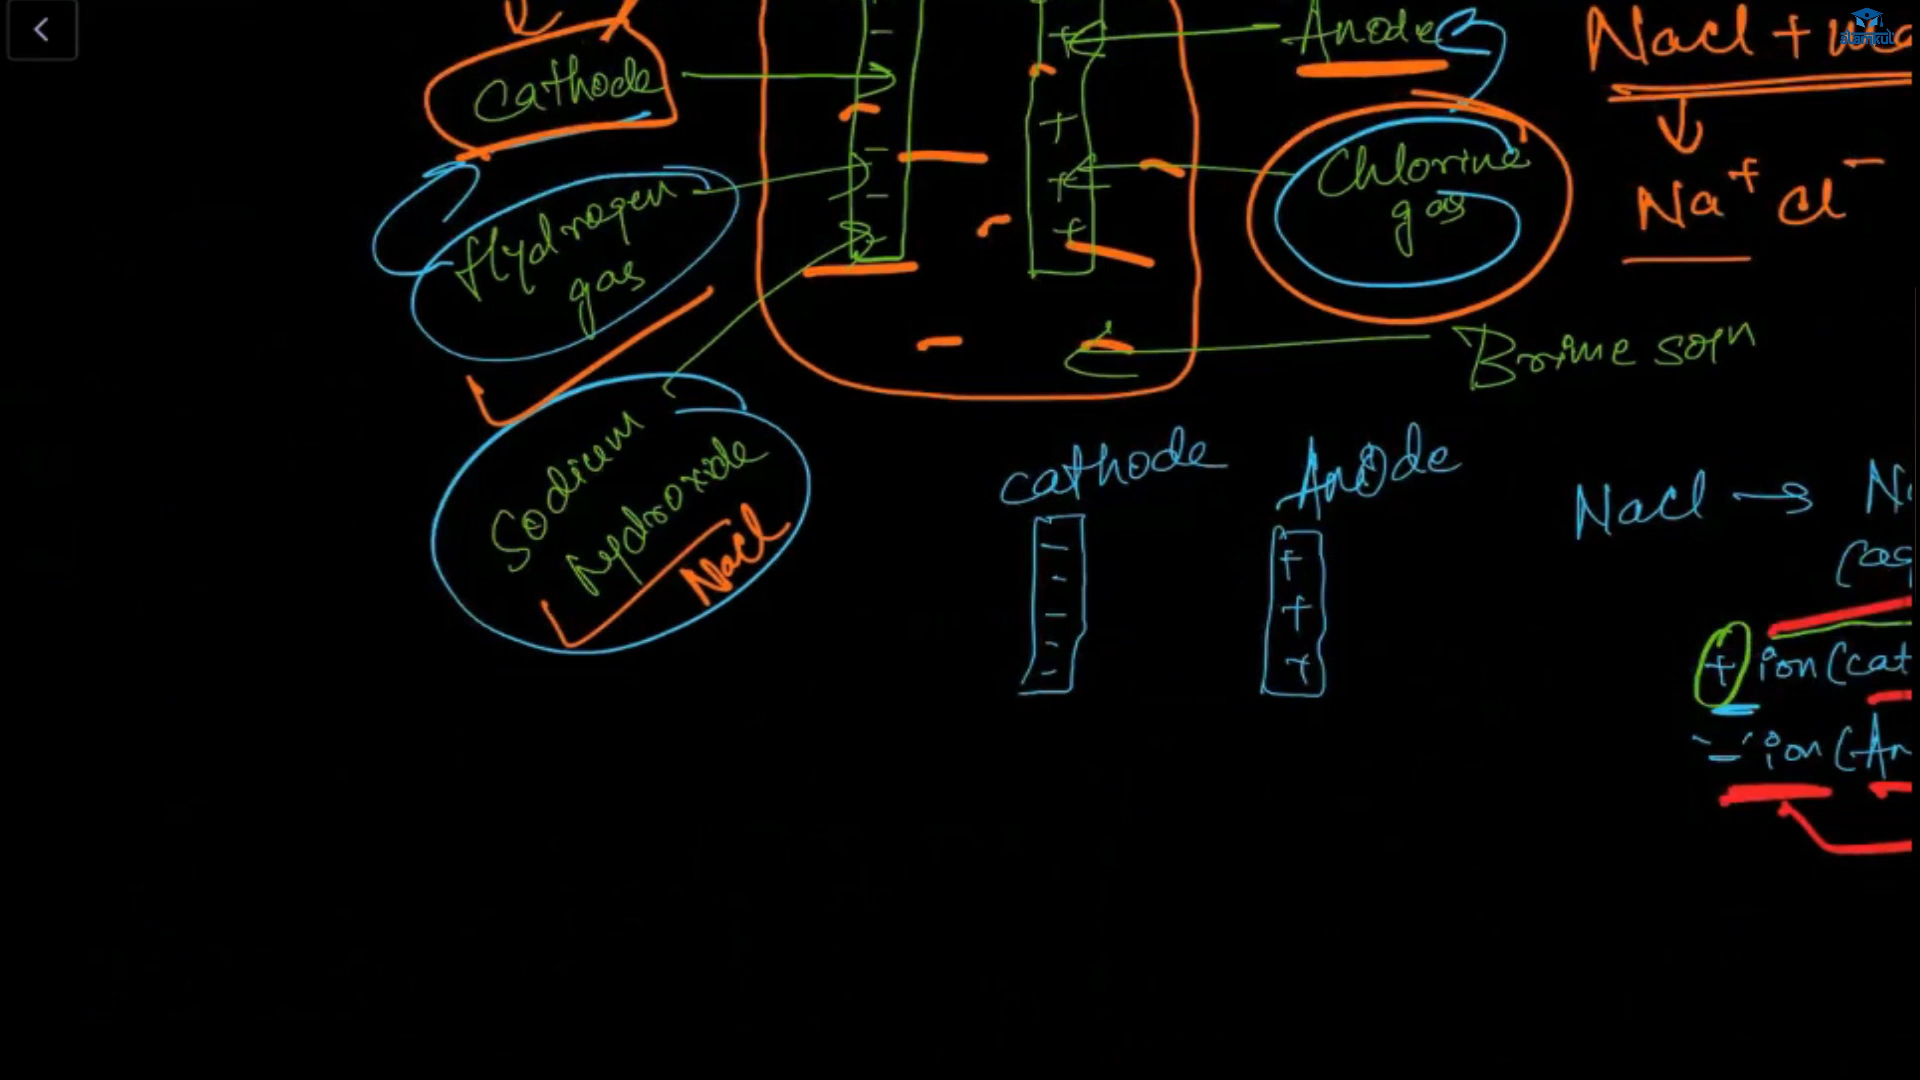 Anode
NaCl +
Cathode
Na⁺ Cl⁻
Chlorine
gas
Hydrogen
gas
Brine soln
Sodium
hydroxide
NaCl
cathode
Anode
NaCl →
+ ion (cat
- ion (An
alamkul